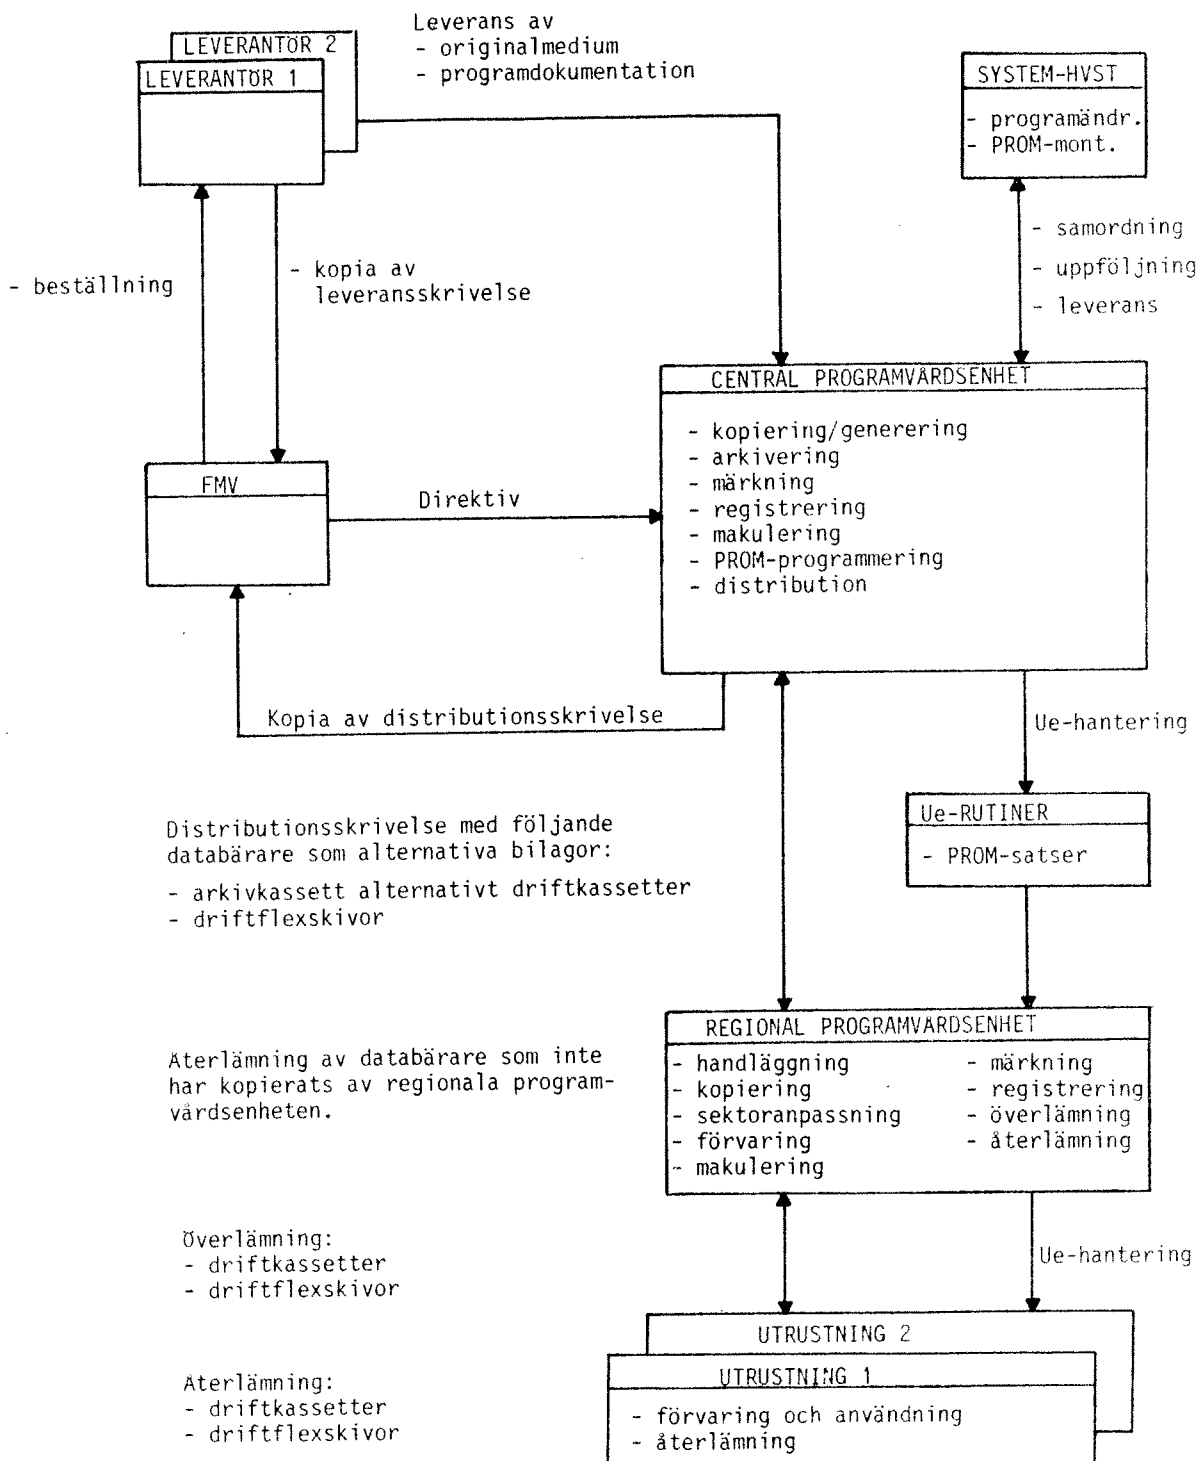 Leverans av
- originalmedium
- programdokumentation
LEVERANTÖR 2
LEVERANTÖR 1
SYSTEM-HVST
- programändr.
- PROM-mont.
- beställning
- kopia av
leveransskrivelse
- samordning
- uppföljning
- leverans
CENTRAL PROGRAMVÅRDSENHET
- kopiering/generering
- arkivering
- märkning
- registrering
- makulering
- PROM-programmering
- distribution
FMV
Direktiv
Kopia av distributionsskrivelse
Ue-hantering
Ue-RUTINER
- PROM-satser
Distributionsskrivelse med följande
databärare som alternativa bilagor:
- arkivkassett alternativt driftkassetter
- driftflexskivor
REGIONAL PROGRAMVÅRDSENHET
- handläggning
- kopiering
- sektoranpassning
- förvaring
- makulering
- märkning
- registrering
- överlämning
- återlämning
Återlämning av databärare som inte
har kopierats av regionala program-
vårdsenheten.
Överlämning:
- driftkassetter
- driftflexskivor
Ue-hantering
Återlämning:
- driftkassetter
- driftflexskivor
UTRUSTNING 2
UTRUSTNING 1
- förvaring och användning
- återlämning